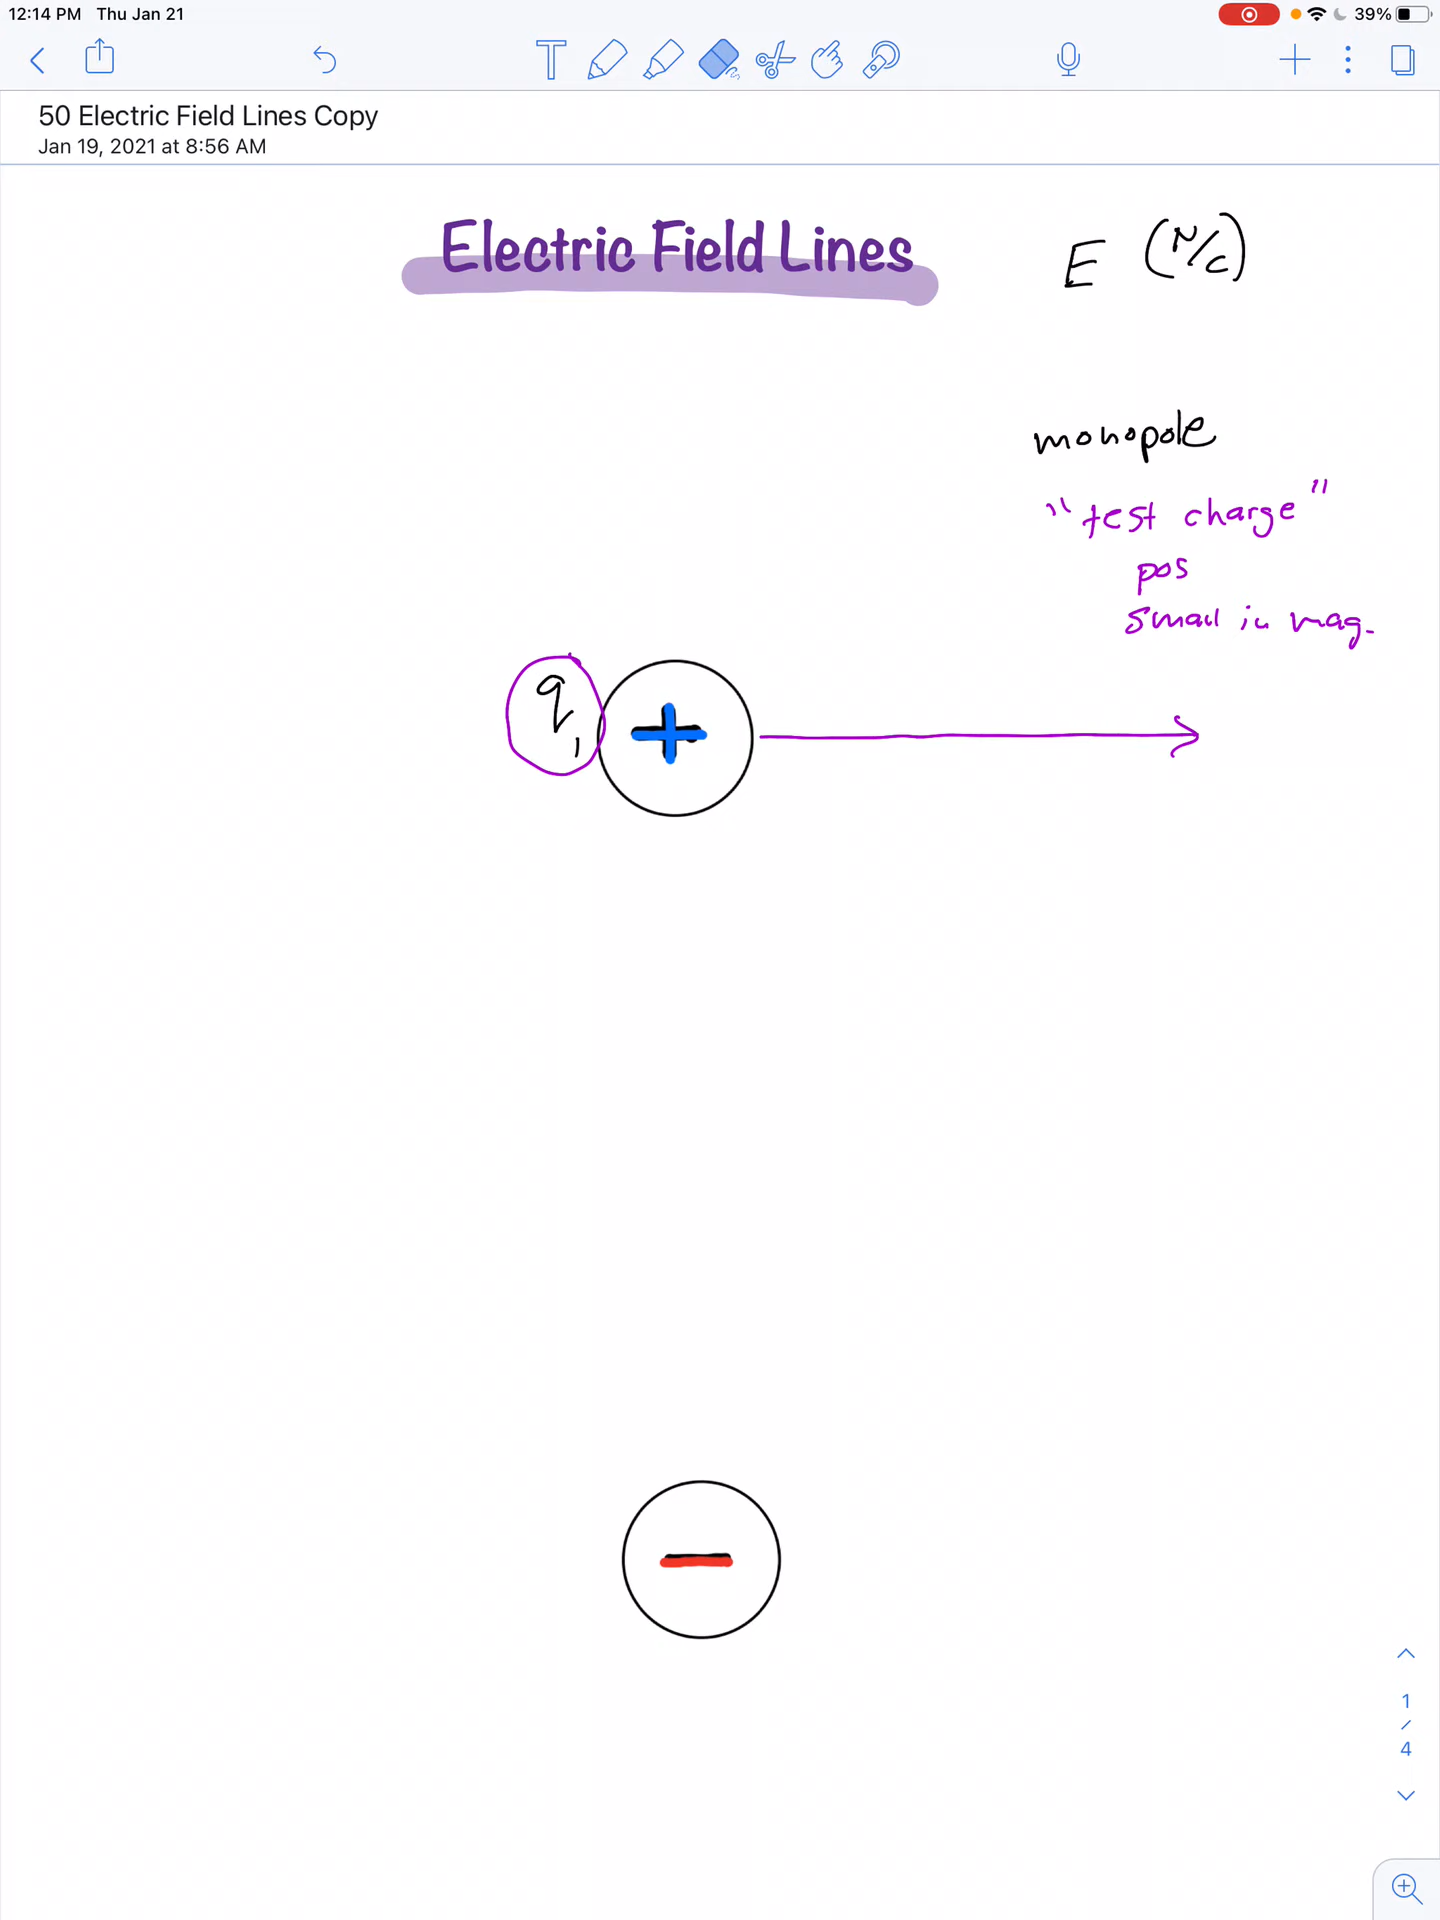 12:14 PM Thu Jan 21
39%
T
50 Electric Field Lines Copy
Jan 19, 2021 at 8:56 AM
Electric Field Lines
E (N/C)
monopole
"test charge"
pos
small in mag.
q1
+
−
1
/
4